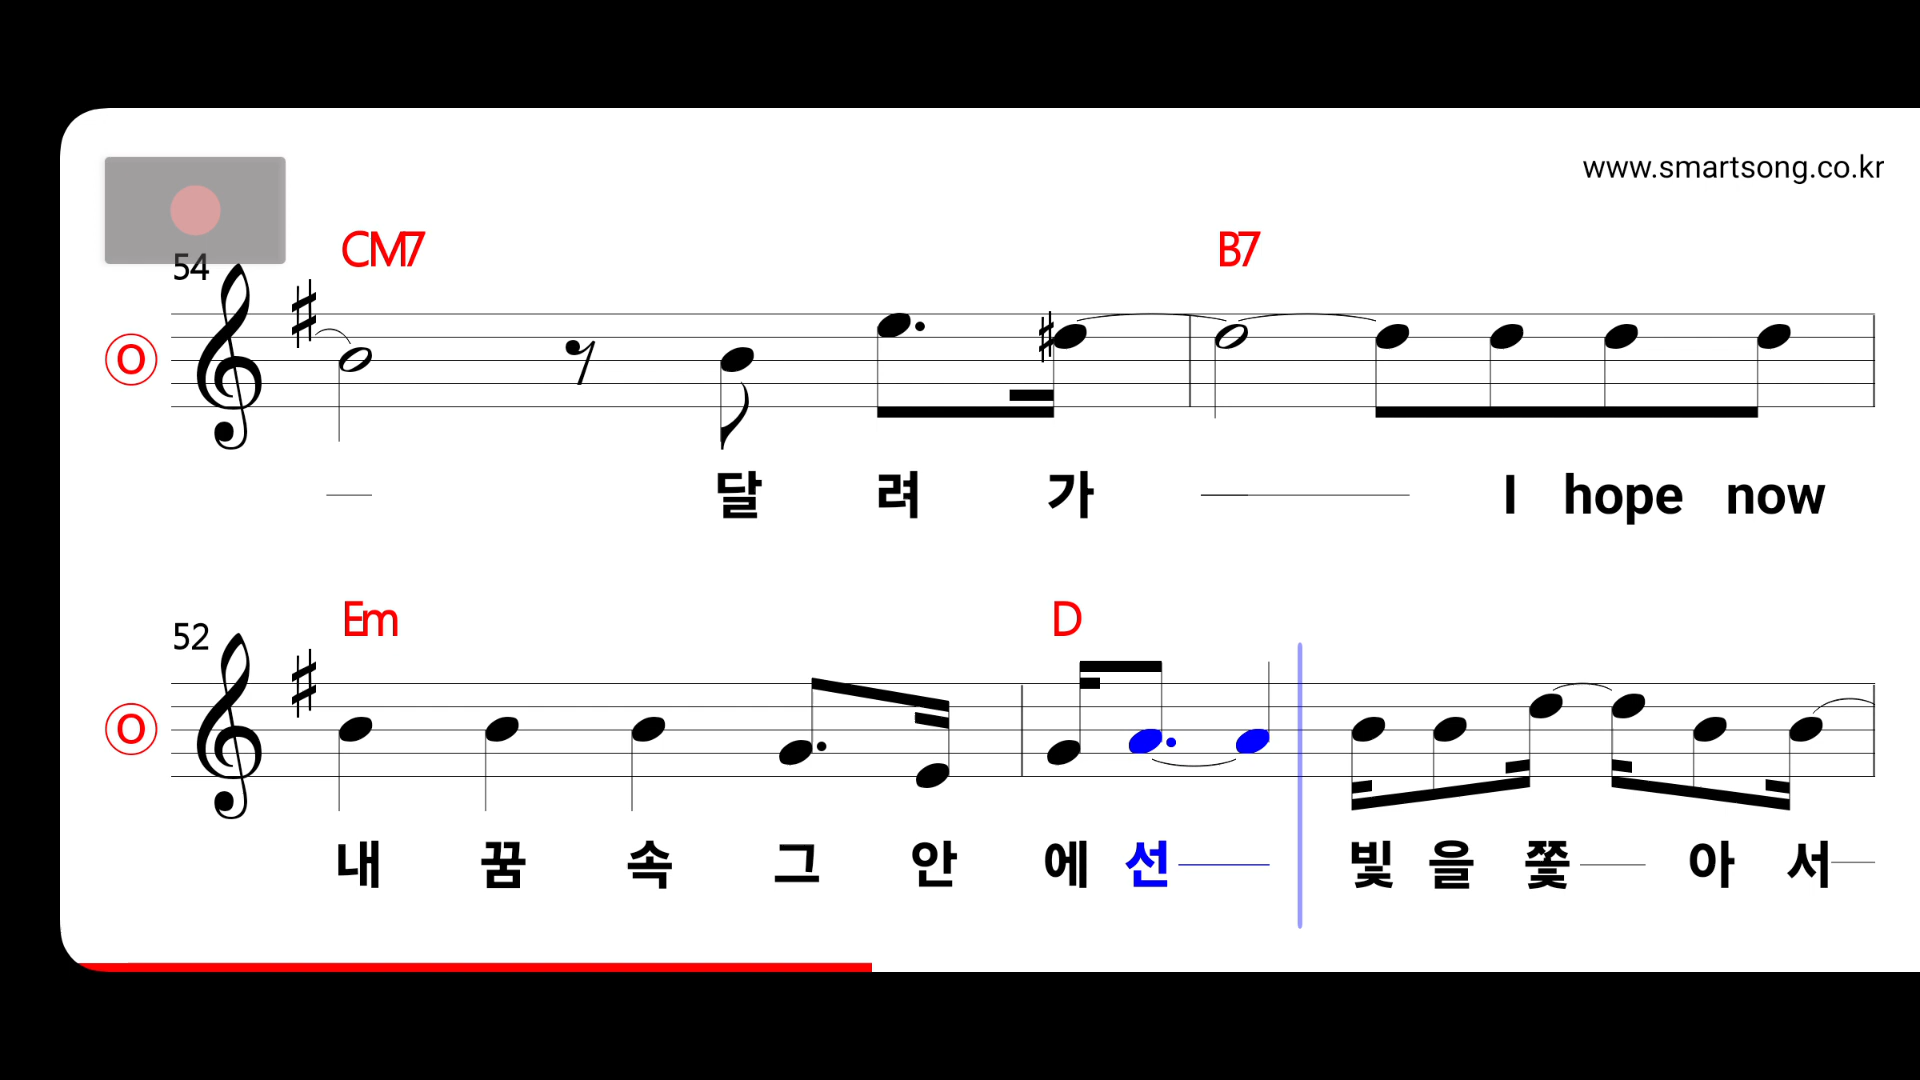 www.smartsong.co.kr
54 CM7 B7
O
달 려 가 I hope now
52 Em D
O
내 꿈 속 그 안 에 선 빛 을 쫓 아 서